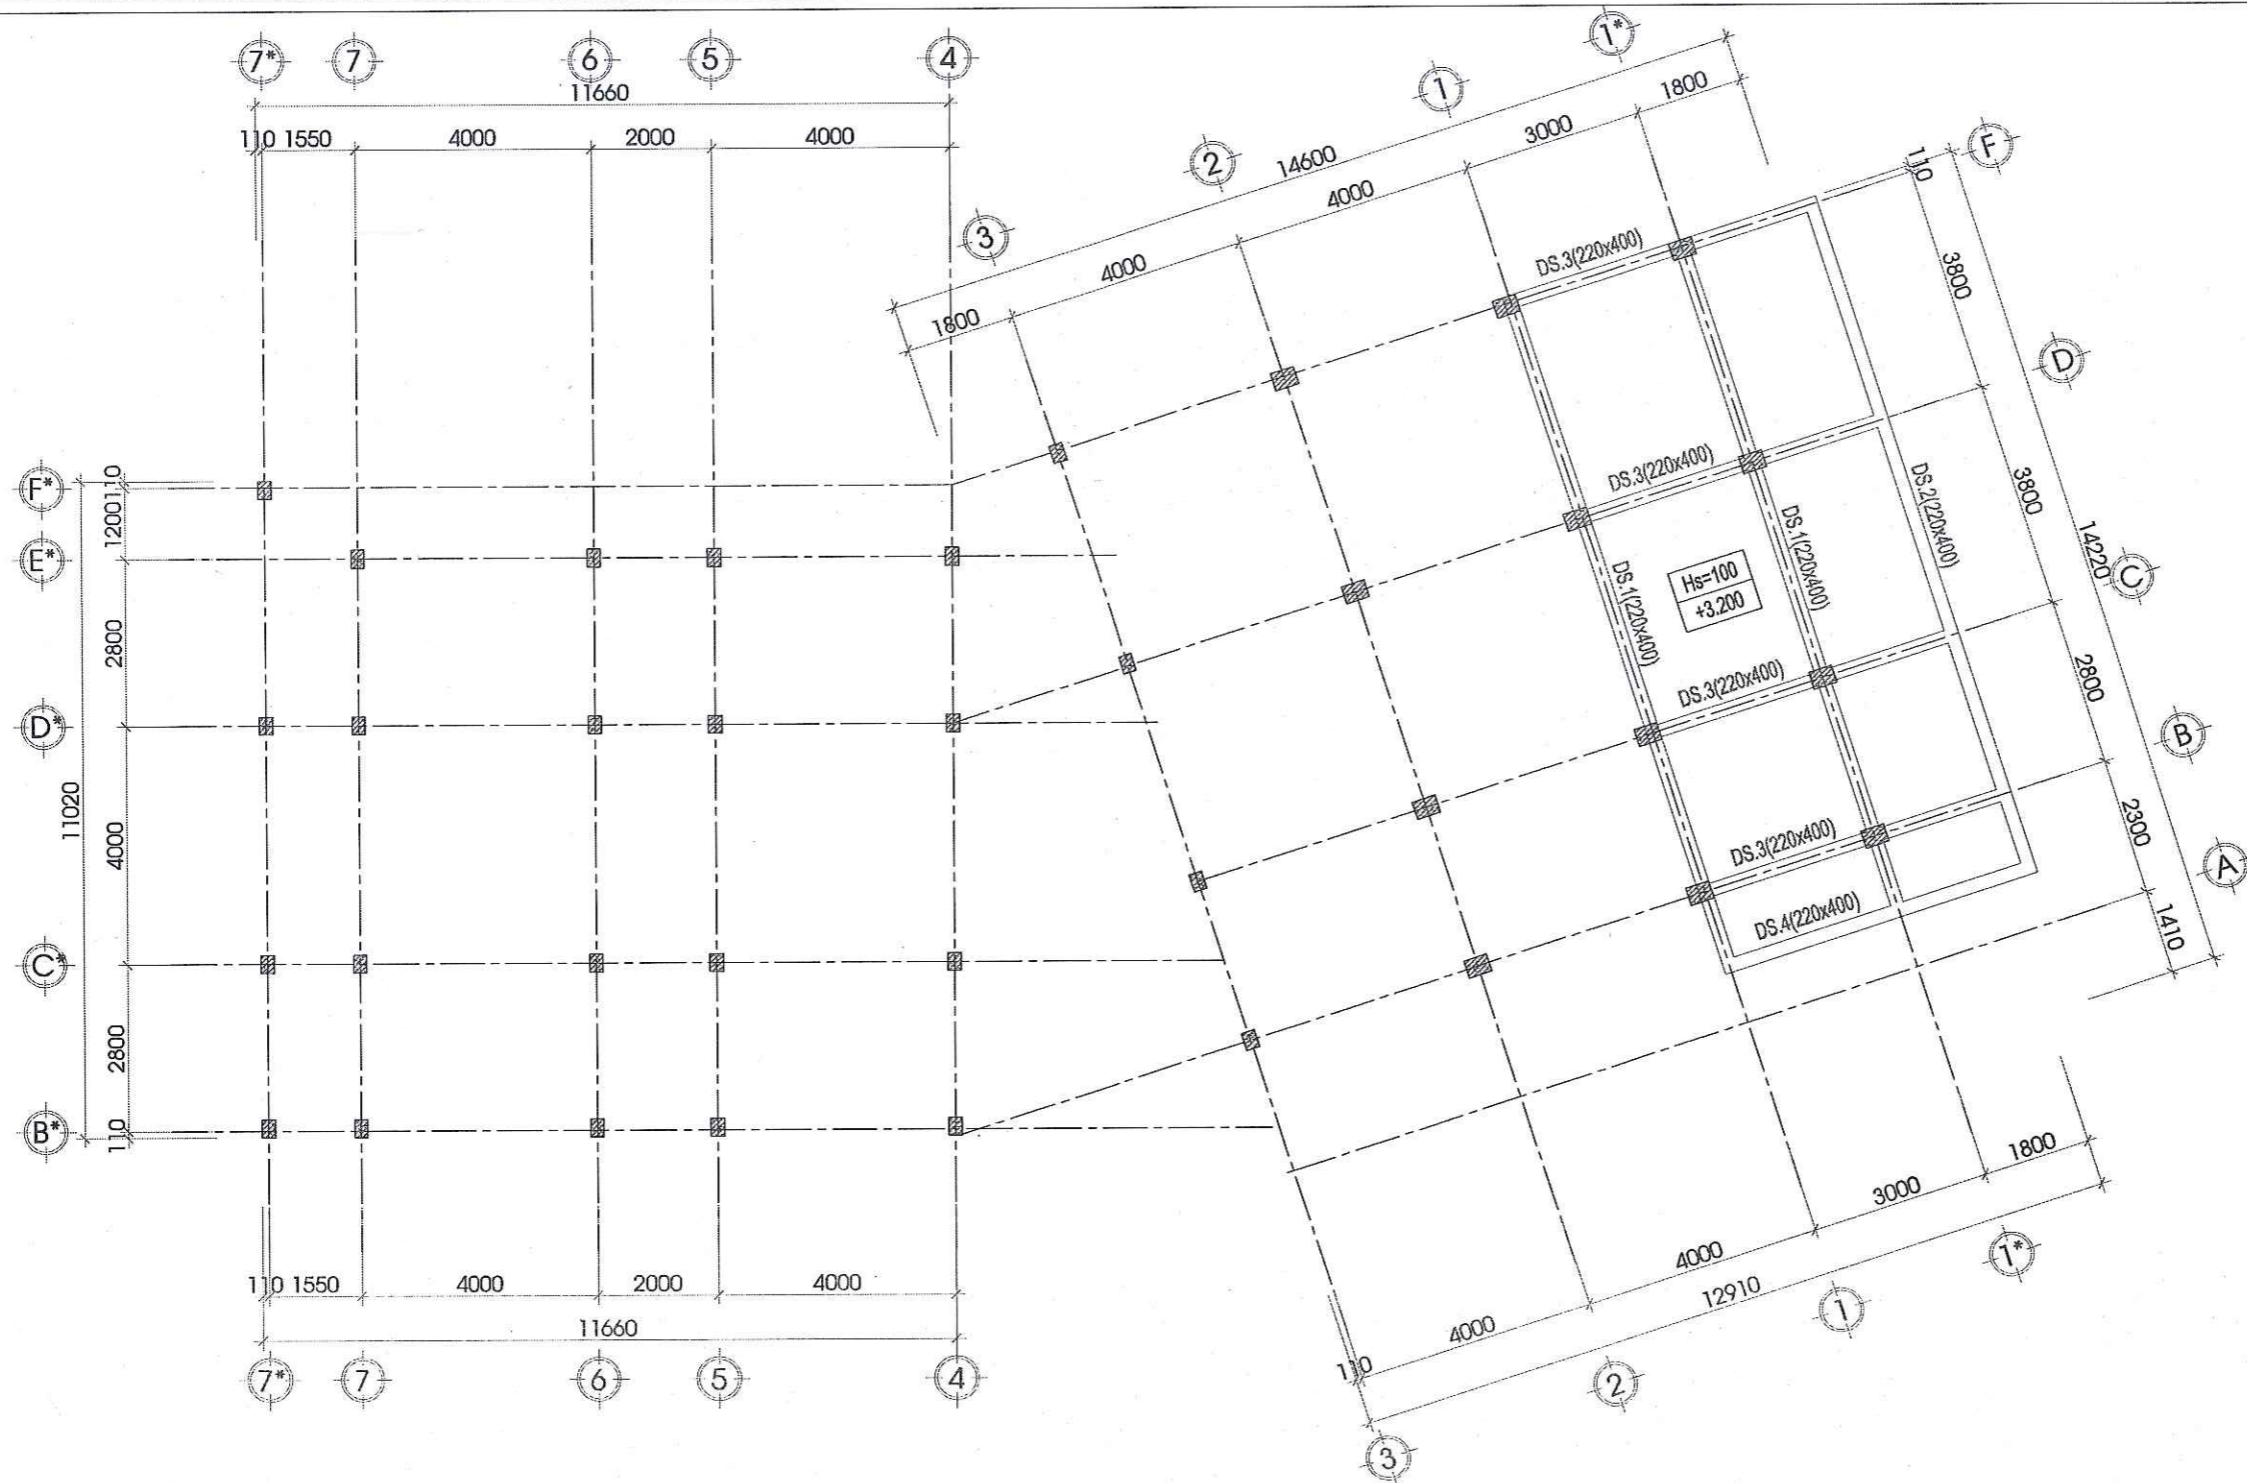 7* 7 6 5 4
11660
110 1550 4000 2000 4000
3 2 1 1*
14600
1800 4000 4000 3000 1800
F
D
C
B
A
110
3800
3800
2800
2300
1410
14220
F*
E*
D*
C*
B*
110
1200
2800
4000
2800
110
11020
DS.3(220x400)
DS.3(220x400)
DS.3(220x400)
DS.3(220x400)
DS.4(220x400)
DS.1(220x400)
DS.1(220x400)
DS.2(220x400)
Hs=100
+3.200
110 1550 4000 2000 4000
11660
7* 7 6 5 4
110 4000 4000 3000 1800
12910
3 2 1 1*